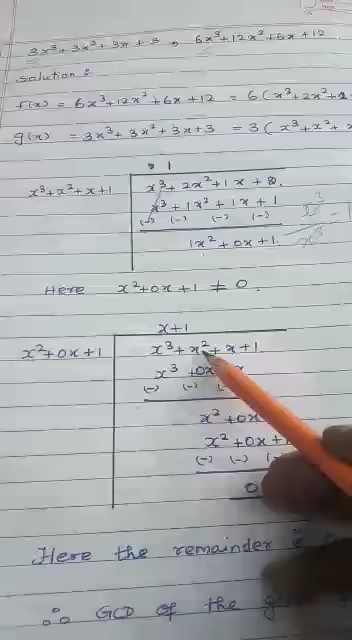 3x³+3x²+3x+3, 6x³+12x²+6x+12
solution:
f(x) = 6x³+12x²+6x+12 = 6(x³+2x²+
g(x) = 3x³+3x²+3x+3 = 3(x³+x²+
1
x³+x²+x+1 x³+2x²+1x+2.
x³+1x²+1x+1
(-) (-) (-) (-)
1x²+0x+1.
Here x²+0x+1 ≠ 0.
x+1
x²+0x+1 x³+x²+x+1.
x³+0x x
(-) (-) (-)
x²+0x
x²+0x+1
(-) (-)
0
Here the remainder is
∴ GCD of the